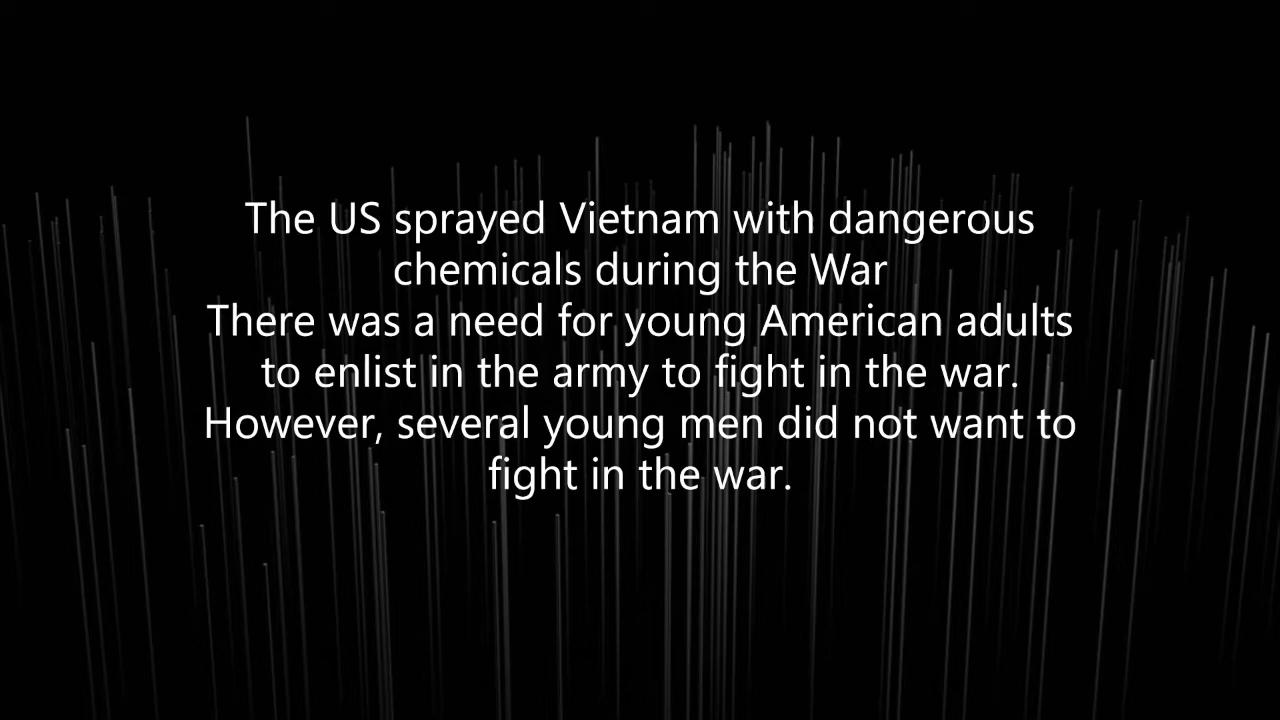 The US sprayed Vietnam with dangerous
chemicals during the War
There was a need for young American adults
to enlist in the army to fight in the war.
However, several young men did not want to
fight in the war.